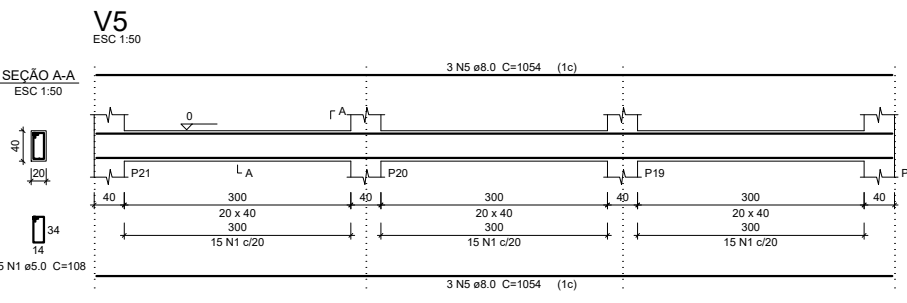 V5
ESC 1:50
3 N5 ø8.0 C=1054 (1c)
SEÇÃO A-A
ESC 1:50
0
A
40
20
A
P21
P20
P19
P
40
300
40
300
40
300
40
20 x 40
20 x 40
20 x 40
300
300
300
15 N1 c/20
15 N1 c/20
15 N1 c/20
34
14
5 N1 ø5.0 C=108
3 N5 ø8.0 C=1054 (1c)